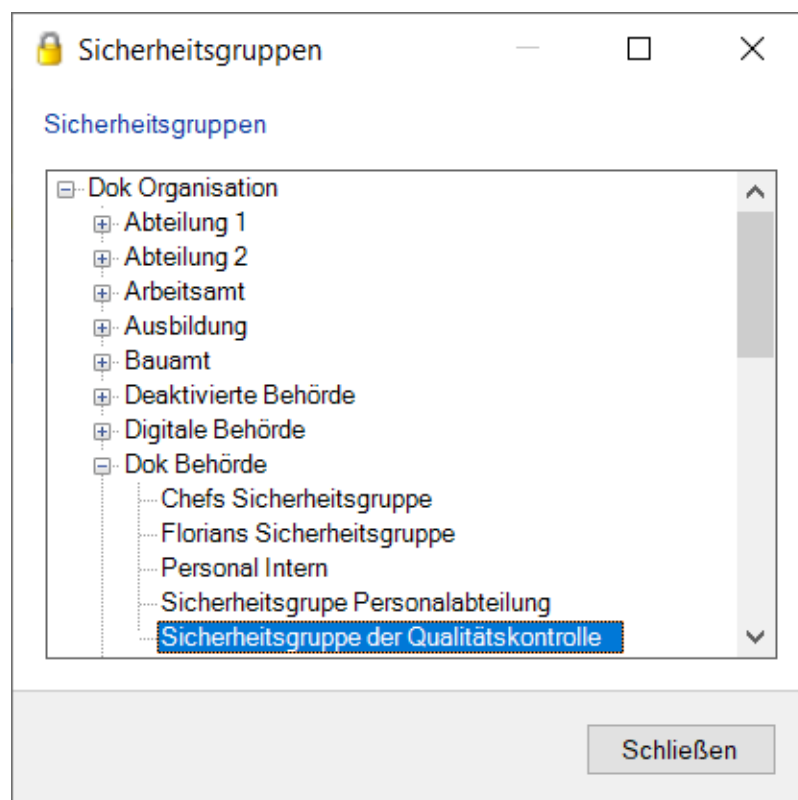 Sicherheitsgruppen
Sicherheitsgruppen
Dok Organisation
Abteilung 1
Abteilung 2
Arbeitsamt
Ausbildung
Bauamt
Deaktivierte Behörde
Digitale Behörde
Dok Behörde
Chefs Sicherheitsgruppe
Florians Sicherheitsgruppe
Personal Intern
Sicherheitsgrupe Personalabteilung
Sicherheitsgruppe der Qualitätskontrolle
Schließen